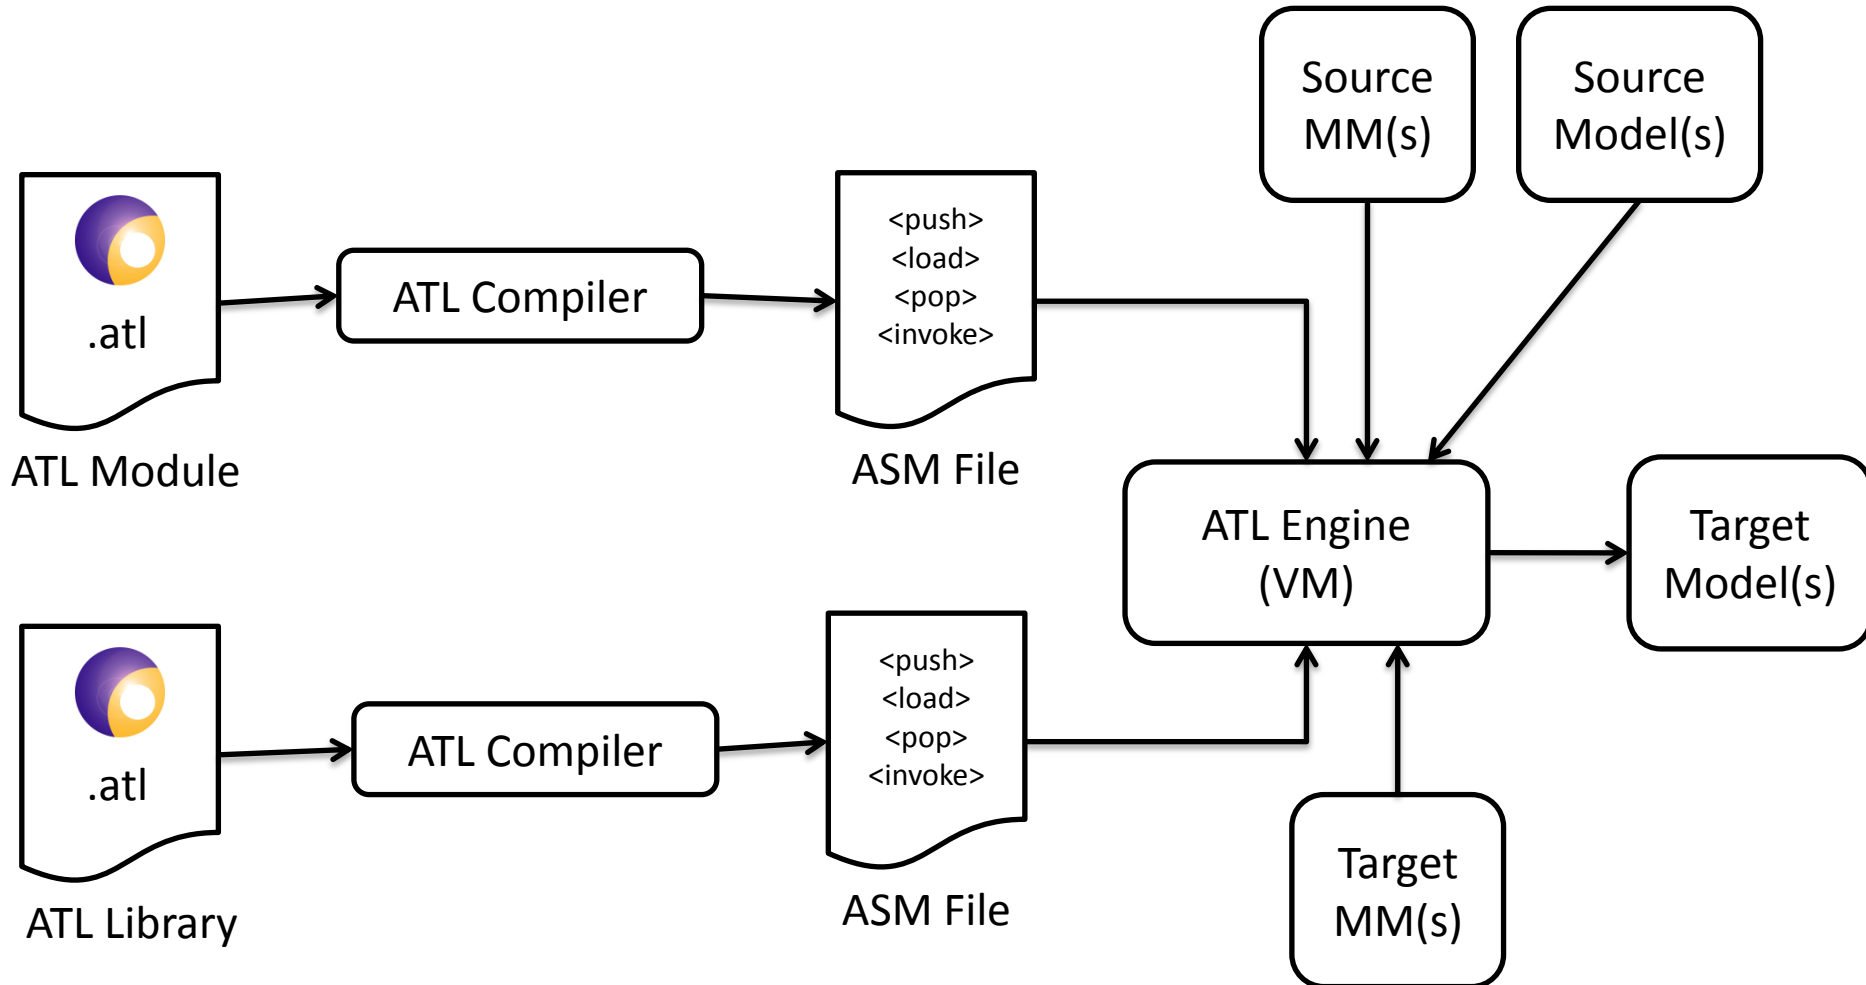 Source
MM(s)
Source
Model(s)
.atl
ATL Module
ATL Compiler
<push>
<load>
<pop>
<invoke>
ASM File
ATL Engine
(VM)
Target
Model(s)
.atl
ATL Library
ATL Compiler
<push>
<load>
<pop>
<invoke>
ASM File
Target
MM(s)